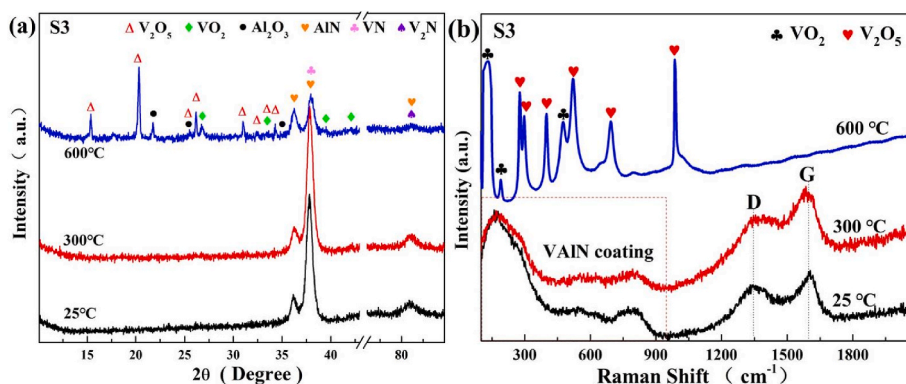 (a) S3
V₂O₅ VO₂ Al₂O₃ AlN VN V₂N
Intensity ( a.u.)
600℃
300℃
25℃
15 20 25 30 35 40 80
2θ ( Degree )
(b) S3
VO₂ V₂O₅
Intensity (a.u.)
600 ℃
D G
VAlN coating
300 ℃
25 ℃
300 600 900 1200 1500 1800
Raman Shift ( cm⁻¹)